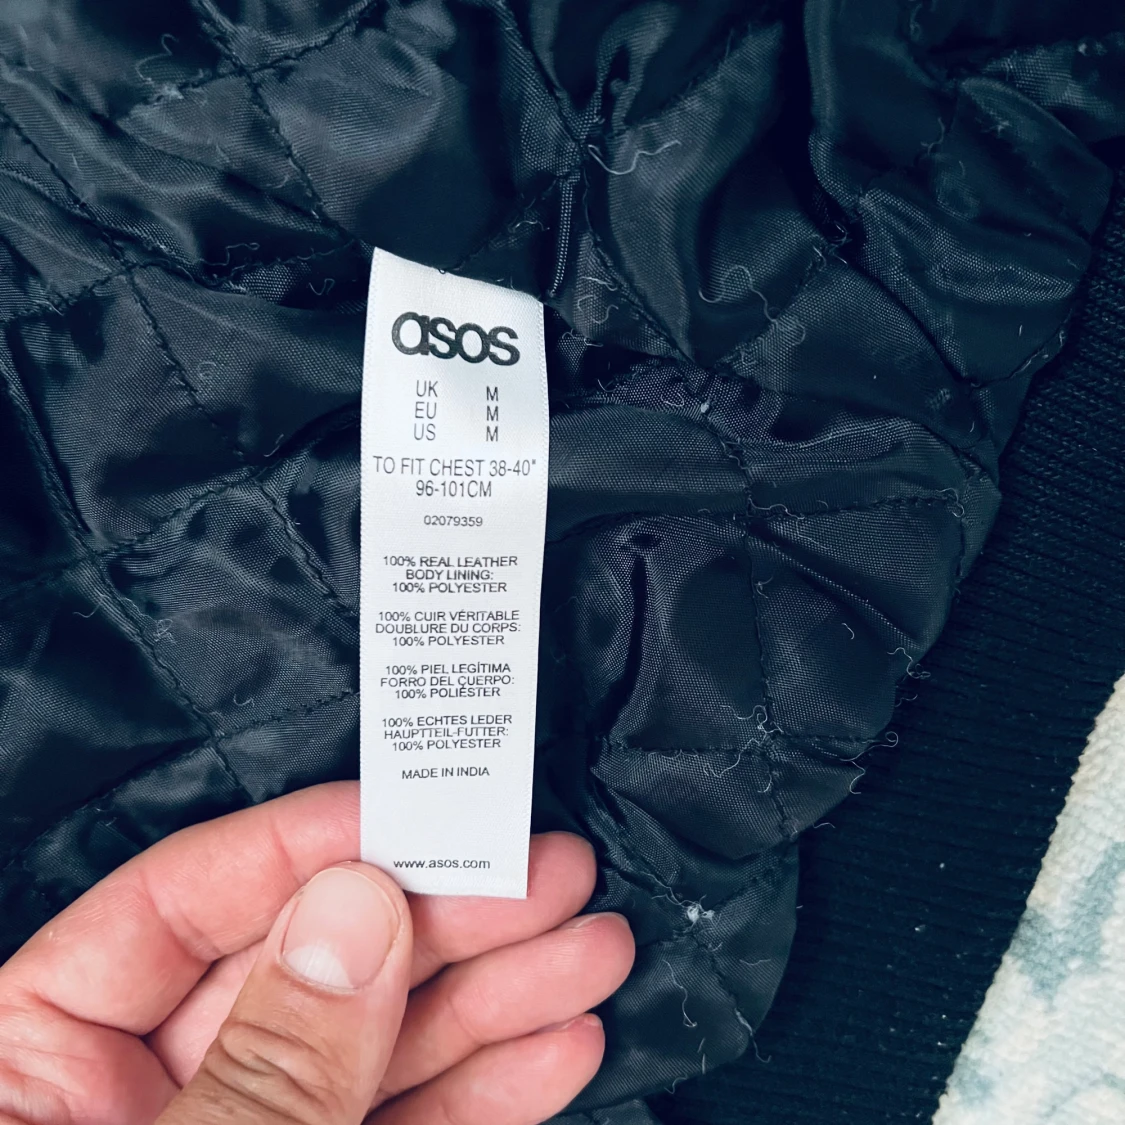 asos
UK M
EU M
US M
TO FIT CHEST 38-40"
96-101CM
02079359
100% REAL LEATHER
BODY LINING:
100% POLYESTER
100% CUIR VÉRITABLE
DOUBLURE DU CORPS:
100% POLYESTER
100% PIEL LEGÍTIMA
FORRO DEL CUERPO:
100% POLIÉSTER
100% ECHTES LEDER
HAUPTTEIL-FUTTER:
100% POLYESTER
MADE IN INDIA
www.asos.com